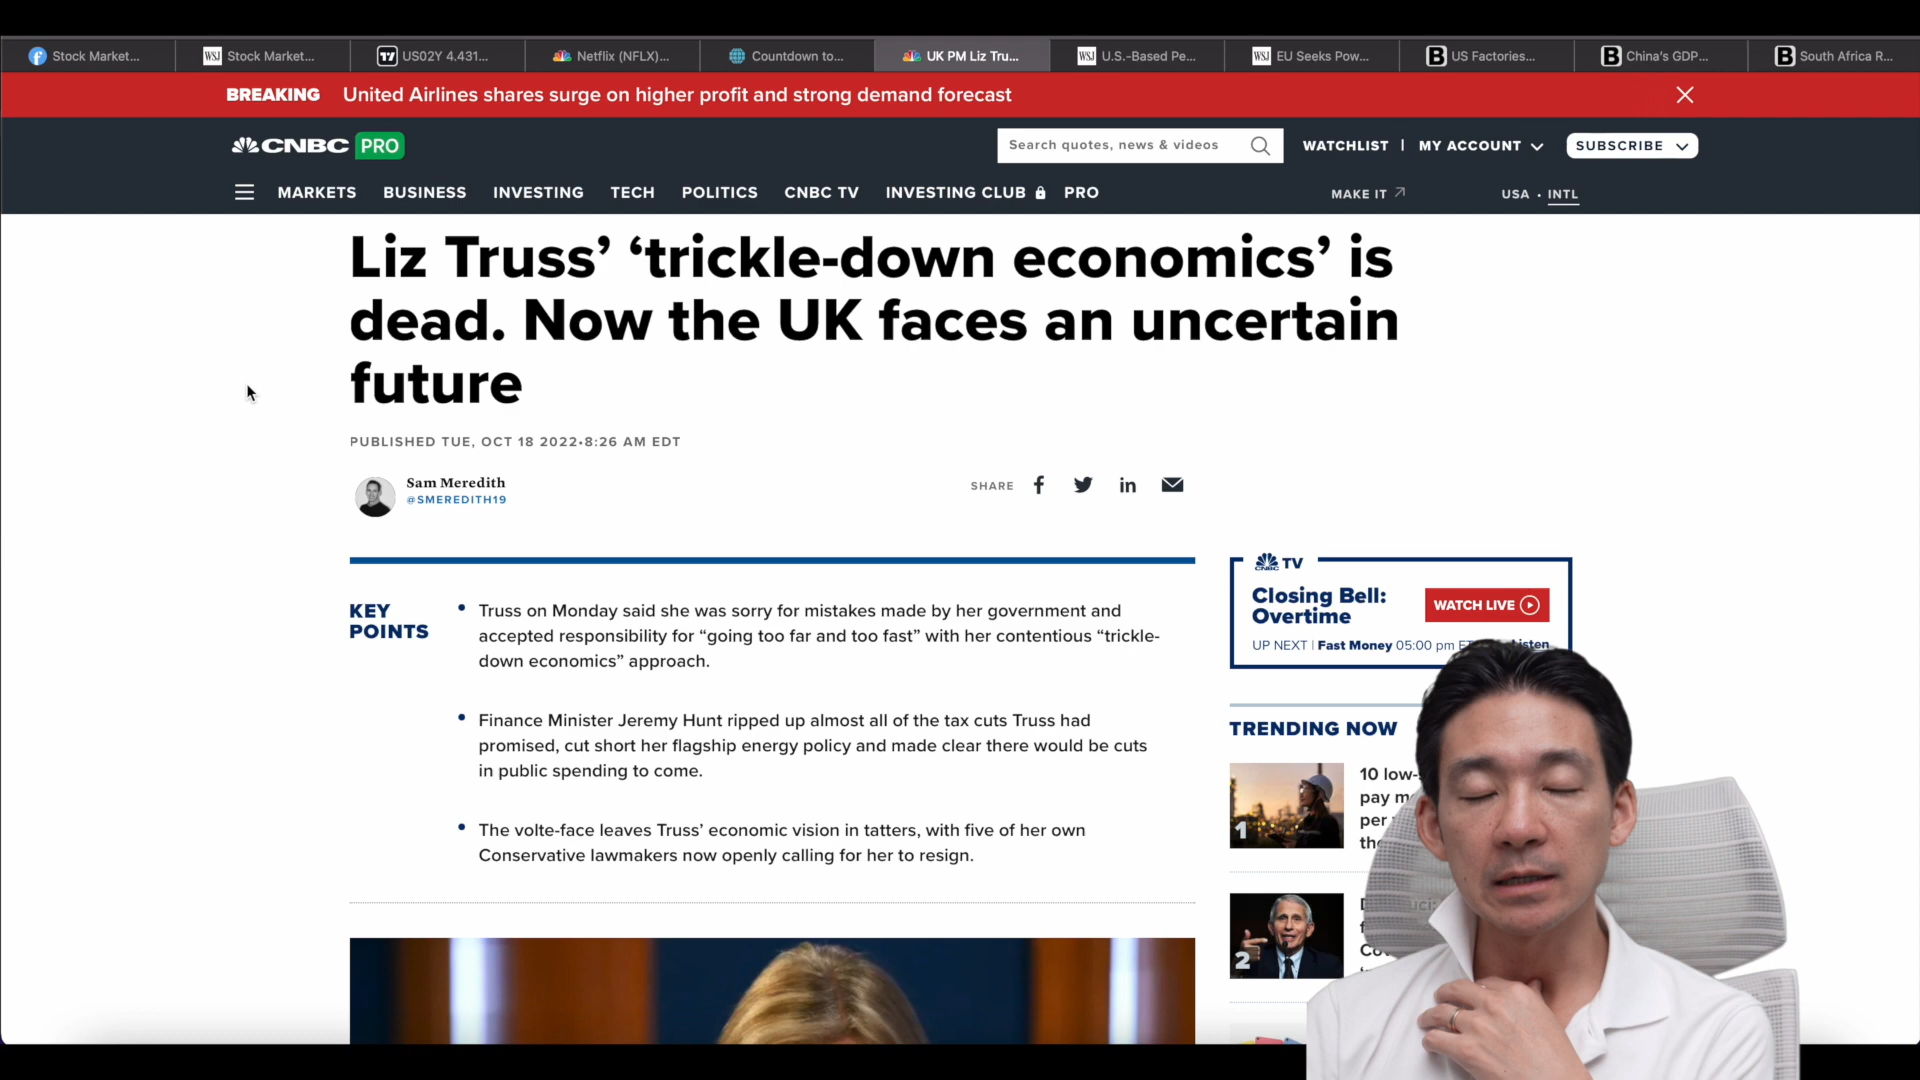 Stock Market...
Stock Market...
US02Y 4.431...
Netflix (NFLX)...
Countdown to...
UK PM Liz Tru...
U.S.-Based Pe...
EU Seeks Pow...
US Factories...
China's GDP...
South Africa R...
BREAKING United Airlines shares surge on higher profit and strong demand forecast
CNBC PRO
Search quotes, news & videos
WATCHLIST | MY ACCOUNT
SUBSCRIBE
MARKETS BUSINESS INVESTING TECH POLITICS CNBC TV INVESTING CLUB PRO
MAKE IT
USA • INTL
Liz Truss’ ‘trickle-down economics’ is
dead. Now the UK faces an uncertain
future
PUBLISHED TUE, OCT 18 2022•8:26 AM EDT
Sam Meredith
@SMEREDITH19
SHARE
KEY
POINTS
• Truss on Monday said she was sorry for mistakes made by her government and
accepted responsibility for “going too far and too fast” with her contentious “trickle-
down economics” approach.
• Finance Minister Jeremy Hunt ripped up almost all of the tax cuts Truss had
promised, cut short her flagship energy policy and made clear there would be cuts
in public spending to come.
• The volte-face leaves Truss’ economic vision in tatters, with five of her own
Conservative lawmakers now openly calling for her to resign.
CNBC TV
Closing Bell:
Overtime
WATCH LIVE
UP NEXT | Fast Money 05:00 pm
TRENDING NOW
1
10
pay
per
2